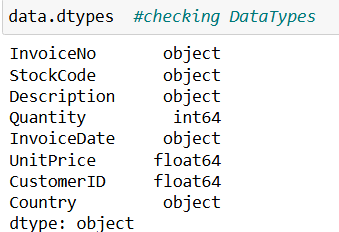 data.dtypes #checking DataTypes
InvoiceNo object
StockCode object
Description object
Quantity int64
InvoiceDate object
UnitPrice float64
CustomerID float64
Country object
dtype: object